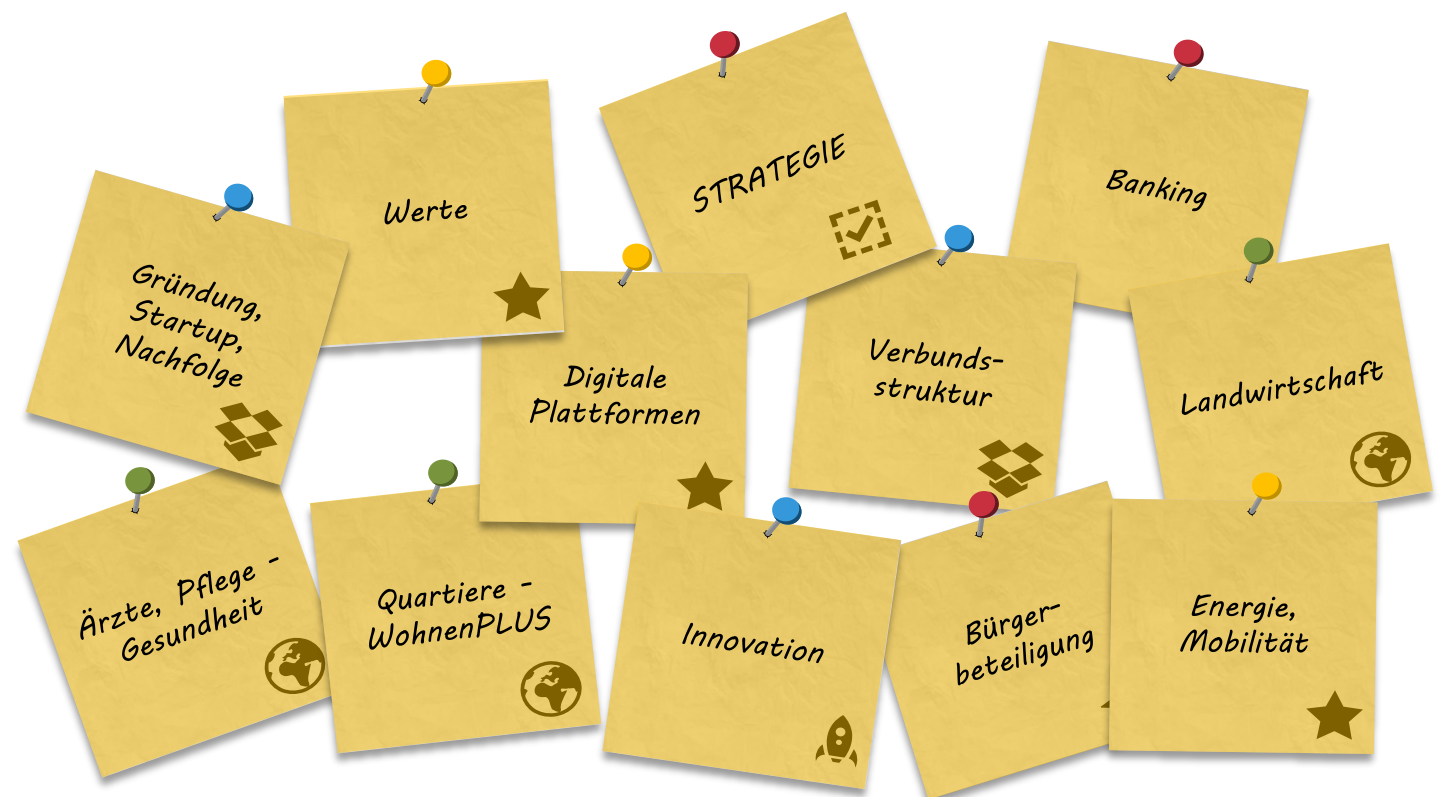 Werte
STRATEGIE
Banking
Gründung,
Startup,
Nachfolge
Digitale
Plattformen
Verbunds-
struktur
Landwirtschaft
Ärzte, Pflege -
Gesundheit
Quartiere -
WohnenPLUS
Innovation
Bürger-
beteiligung
Energie,
Mobilität